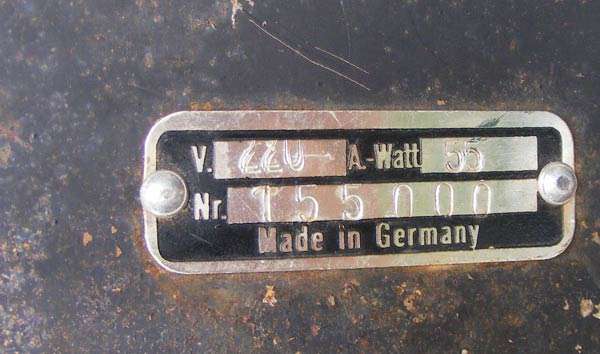 V. 220 A.-Watt 55
Nr. 155000
Made in Germany